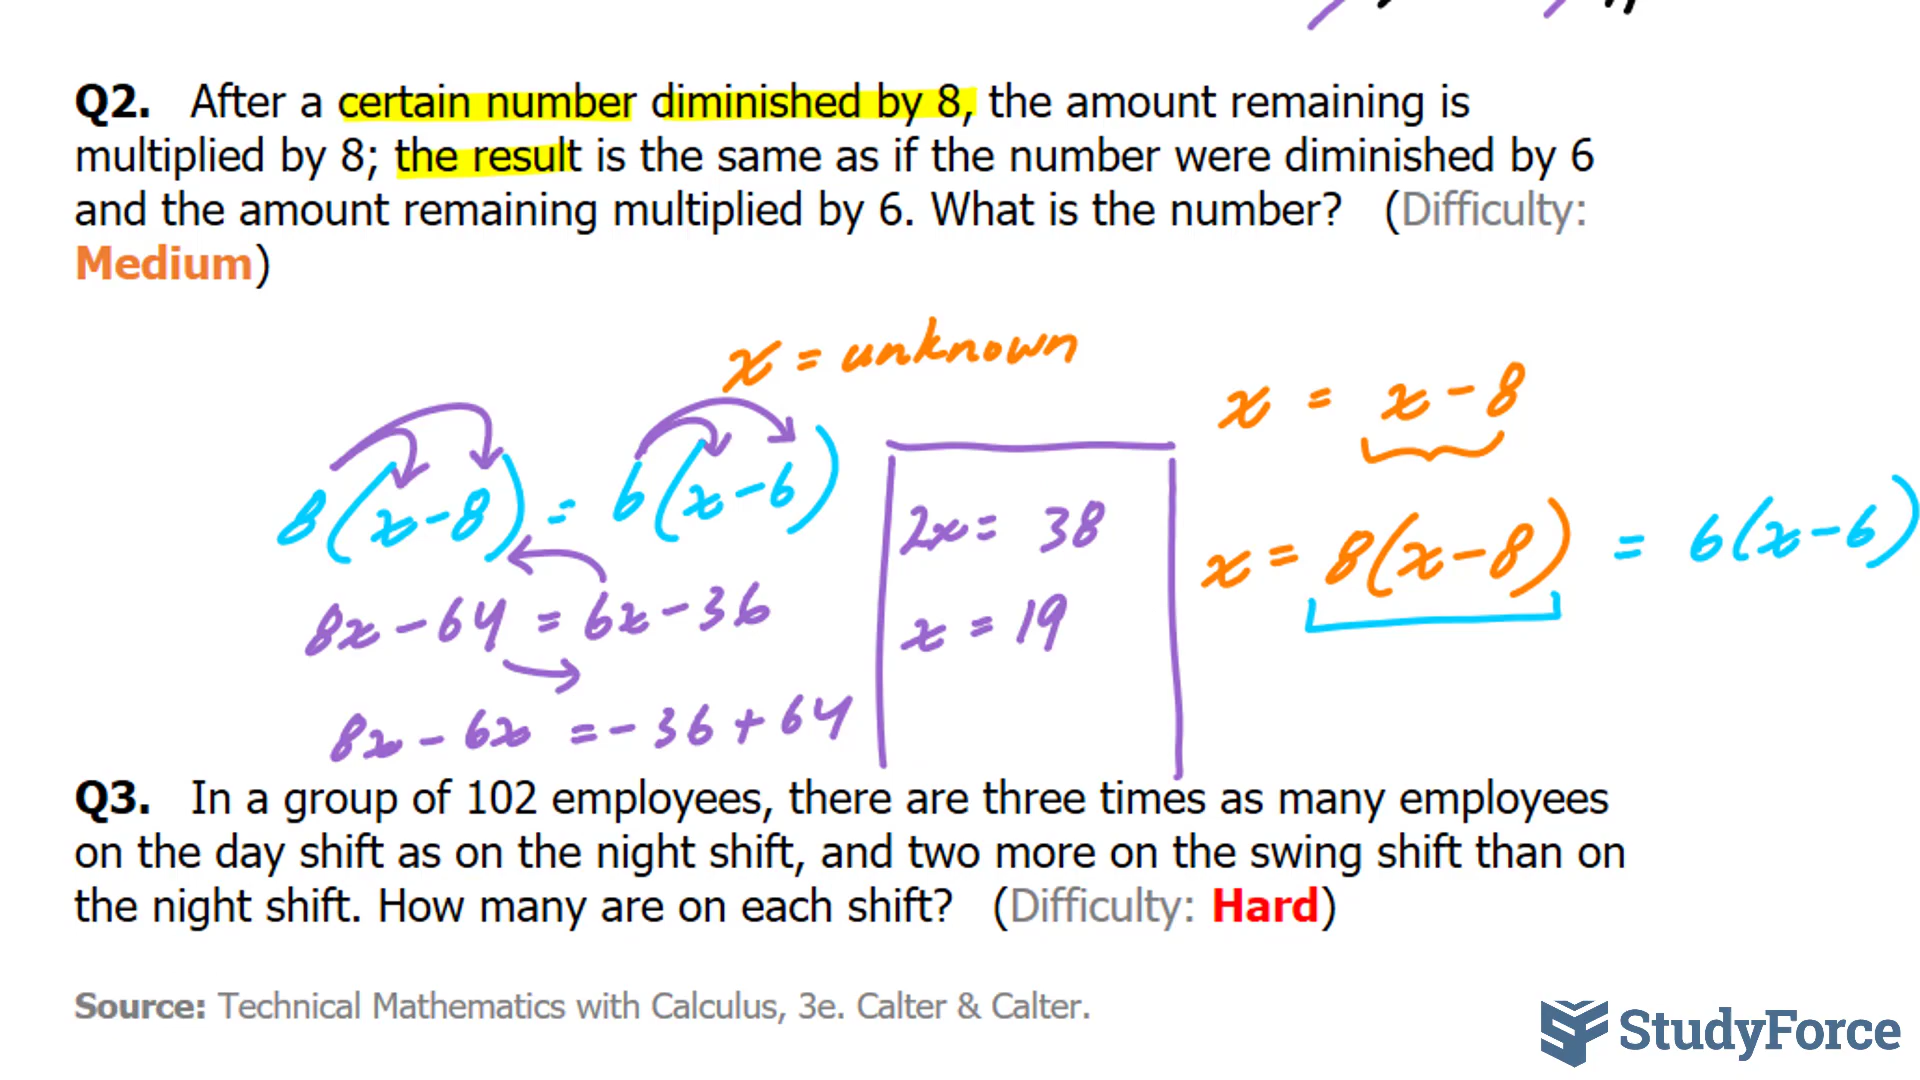 Q2. After a certain number diminished by 8, the amount remaining is
multiplied by 8; the result is the same as if the number were diminished by 6
and the amount remaining multiplied by 6. What is the number? (Difficulty:
Medium)
x = unknown
x = x - 8
8(x-8) = 6(x-6)
2x = 38
x = 8(x-8) = 6(x-6)
8x - 64 = 6x - 36
x = 19
8x - 6x = - 36 + 64
Q3. In a group of 102 employees, there are three times as many employees
on the day shift as on the night shift, and two more on the swing shift than on
the night shift. How many are on each shift? (Difficulty: Hard)
Source: Technical Mathematics with Calculus, 3e. Calter & Calter.
StudyForce